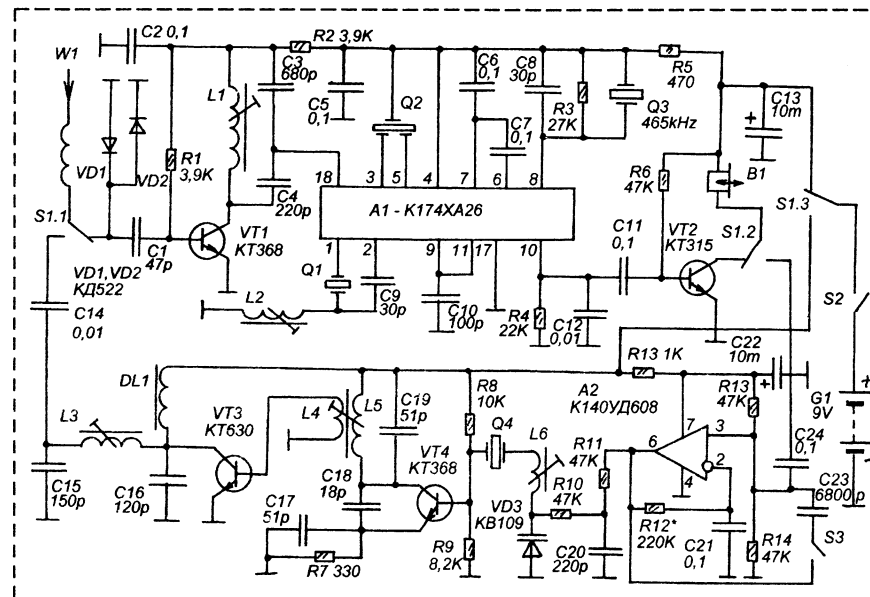 W1
C2 0,1
R2 3,9K
C3
680p
L1
C5
0,1
Q2
C6
0,1
C8
30p
R3
27K
Q3
465kHz
R5
470
C13
10m
+
VD1
VD2
R1
3,9K
C4
220p
C7
0,1
R6
47K
B1
S1.3
18
3
5
4
7
6
8
A1 - К174ХА26
1
2
9
11
17
10
S1.1
C1
47p
VT1
КТ368
VD1,VD2
КД522
C14
0,01
Q1
L2
C9
30p
C10
100p
R4
22K
C12
0,01
C11
0,1
VT2
КТ315
S1.2
S2
C22
10m
+
R13 1K
G1
9V
+
DL1
L3
C15
150p
C16
120p
VT3
КТ630
L4
L5
C19
51p
VT4
КТ368
C18
18p
C17
51p
R7 330
R8
10K
Q4
L6
R9
8,2K
VD3
КВ109
R11
47K
R10
47K
C20
220p
A2
К140УД608
6
7
3
2
4
R13
47K
R12*
220K
C21
0,1
R14
47K
C24
0,1
C23
6800p
S3